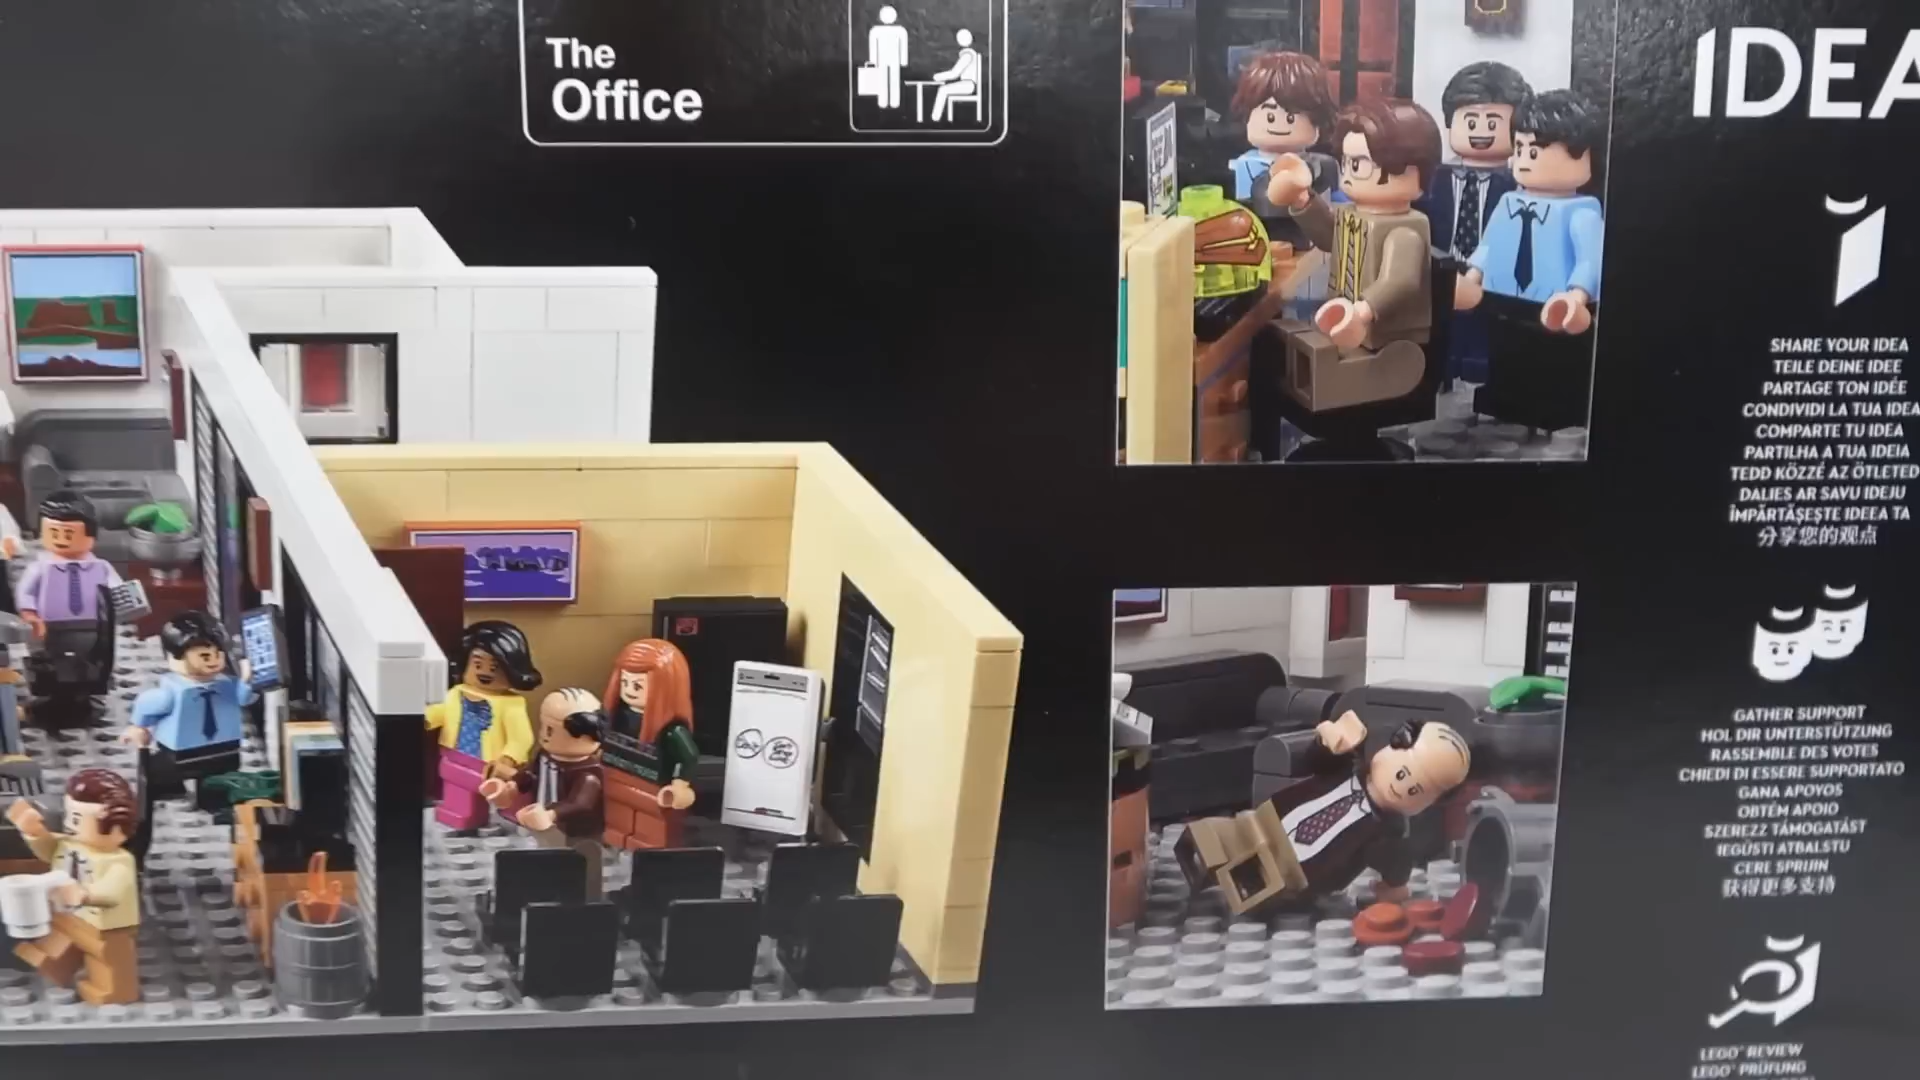 The
Office
IDEA
SHARE YOUR IDEA
TEILE DEINE IDEE
PARTAGE TON IDÉE
CONDIVIDI LA TUA IDEA
COMPARTE TU IDEA
PARTILHA A TUA IDEIA
TEDD KÖZZÉ AZ ÖTLETED
DALIES AR SAVU IDEJU
ÎMPĂRTĂȘEȘTE IDEEA TA
分享您的观点
GATHER SUPPORT
HOL DIR UNTERSTÜTZUNG
RASSEMBLE DES VOTES
CHIEDI DI ESSERE SUPPORTATO
GANA APOYOS
OBTÉM APOIO
SZEREZZ TÁMOGATÁST
IEGŪSTI ATBALSTU
CERE SPRIJIN
获得更多支持
LEGO® REVIEW
LEGO® PRÜFUNG